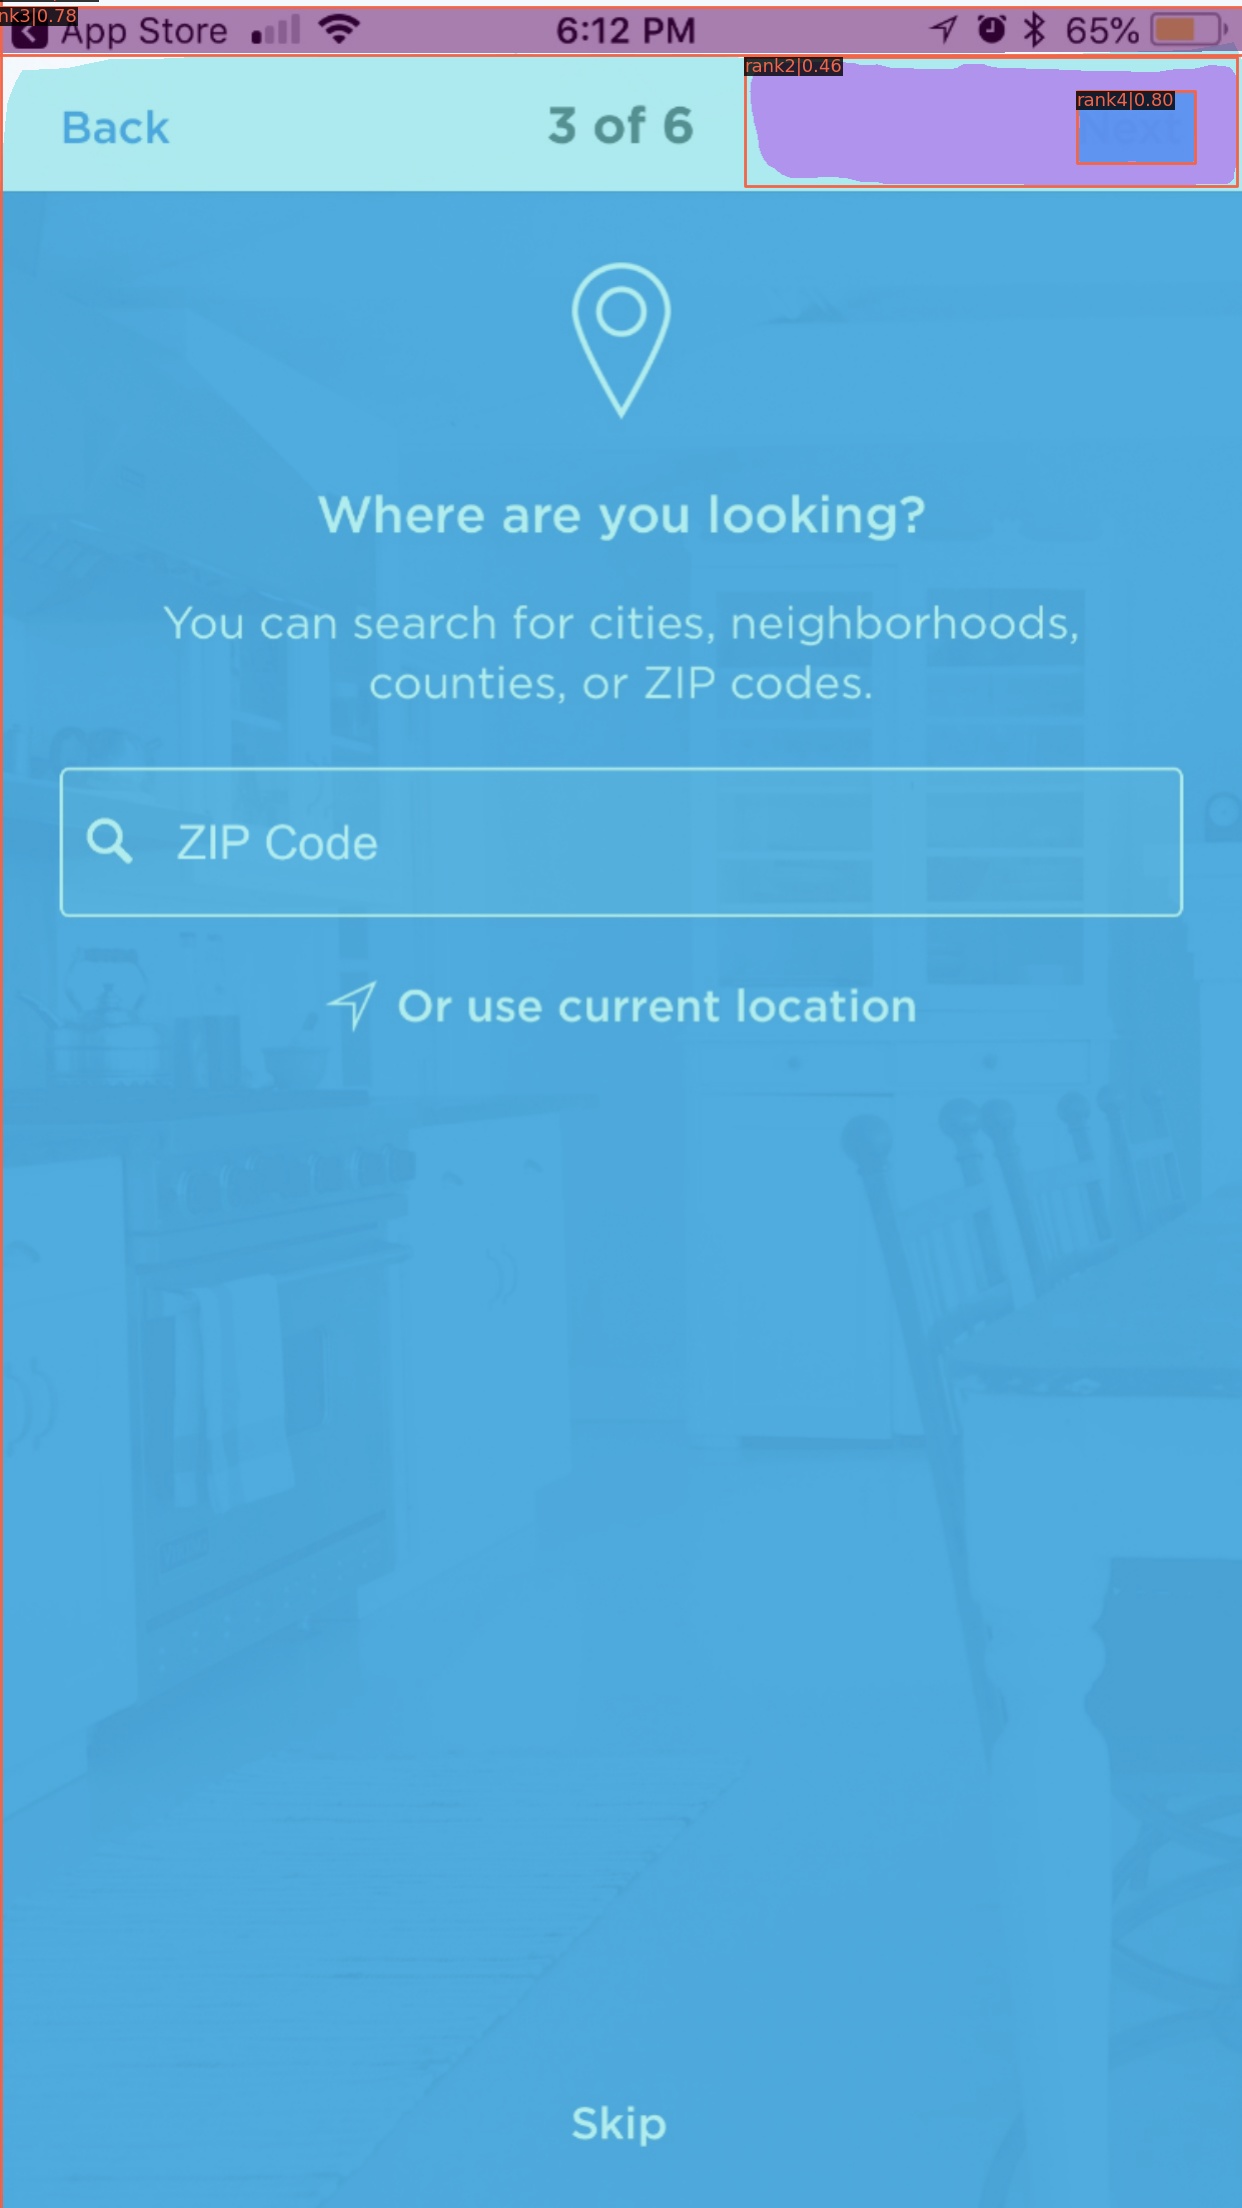 nk3|0.78
App Store 6:12 PM 65%
rank2|0.46
rank4|0.80
Back 3 of 6 Next
Where are you looking?
You can search for cities, neighborhoods,
counties, or ZIP codes.
ZIP Code
Or use current location
Skip